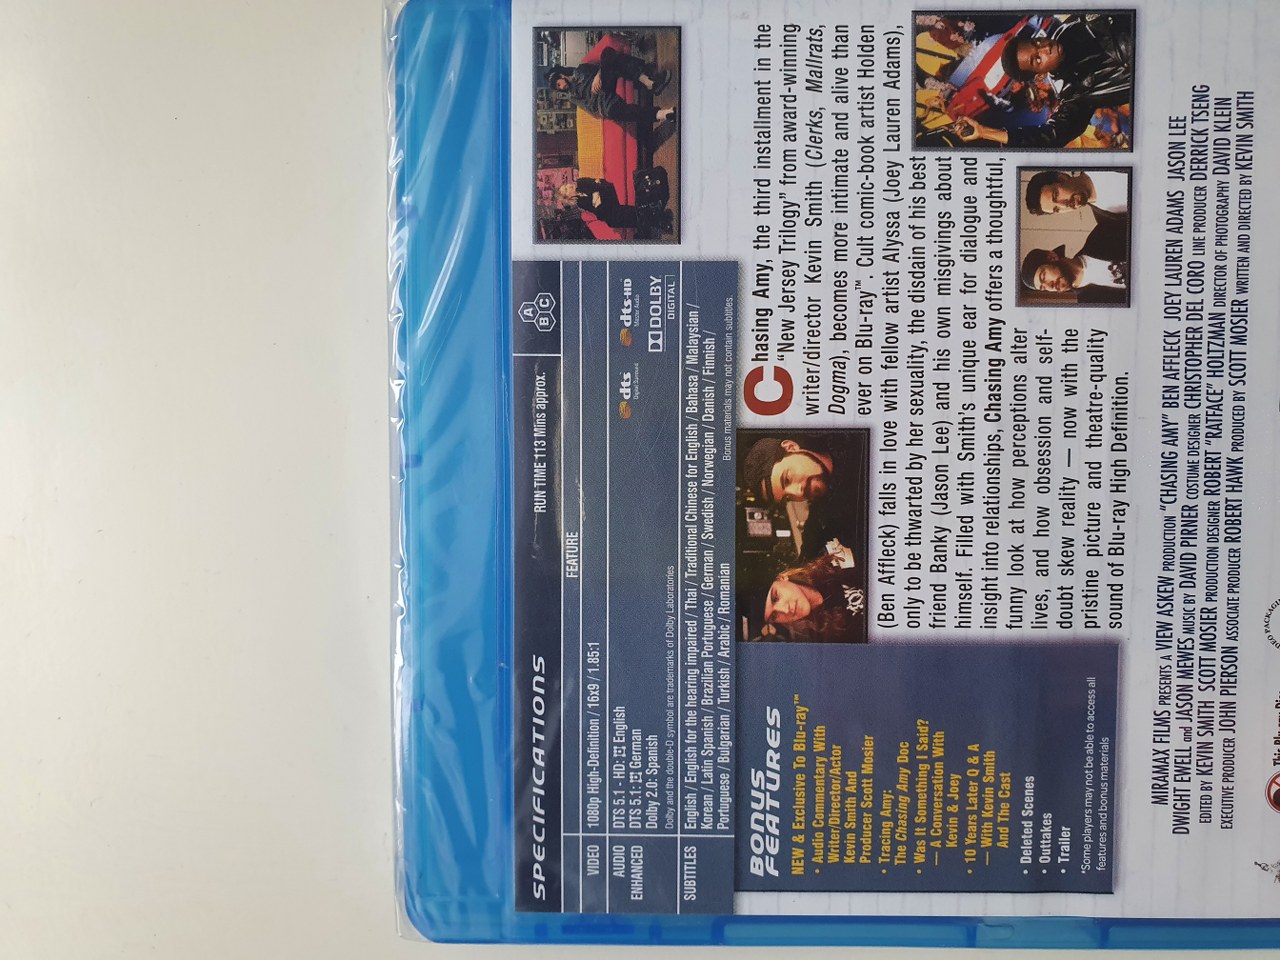 Chasing Amy, the third installment in the
"New Jersey Trilogy" from award-winning
writer/director Kevin Smith (Clerks, Mallrats,
Dogma), becomes more intimate and alive than
ever on Blu-ray™. Cult comic-book artist Holden
(Ben Affleck) falls in love with fellow artist Alyssa (Joey Lauren Adams),
only to be thwarted by her sexuality, the disdain of his best
friend Banky (Jason Lee) and his own misgivings about
himself. Filled with Smith's unique ear for dialogue and
insight into relationships, Chasing Amy offers a thoughtful,
funny look at how perceptions alter
lives, and how obsession and self-
doubt skew reality — now with the
pristine picture and theatre-quality
sound of Blu-ray High Definition.
SPECIFICATIONS
RUN TIME 113 Mins approx.
A
B
C
FEATURE
VIDEO
1080p High-Definition / 16x9 / 1.85:1
AUDIO
ENHANCED
DTS 5.1 - HD: English
DTS 5.1: German
Dolby 2.0: Spanish
dts
Digital Surround
dts-HD
Master Audio
DOLBY
DIGITAL
Dolby and the double-D symbol are trademarks of Dolby Laboratories
SUBTITLES
English / English for the hearing impaired / Thai / Traditional Chinese for English / Bahasa / Malaysian /
Korean / Latin Spanish / Brazilian Portuguese / German / Swedish / Norwegian / Danish / Finnish /
Portuguese / Bulgarian / Turkish / Arabic / Romanian
Bonus materials may not contain subtitles.
BONUS
FEATURES
NEW & Exclusive To Blu-ray™
• Audio Commentary With
Writer/Director/Actor
Kevin Smith And
Producer Scott Mosier
• Tracing Amy:
The Chasing Amy Doc
• Was It Something I Said?
— A Conversation With
Kevin & Joey
• 10 Years Later Q & A
— With Kevin Smith
And The Cast
• Deleted Scenes
• Outtakes
• Trailer
*Some players may not be able to access all
features and bonus materials
MIRAMAX FILMS PRESENTS A VIEW ASKEW PRODUCTION "CHASING AMY" BEN AFFLECK JOEY LAUREN ADAMS JASON LEE
DWIGHT EWELL and JASON MEWES MUSIC BY DAVID PIRNER COSTUME DESIGNER CHRISTOPHER DEL CORO LINE PRODUCER DERRICK TSENG
EDITED BY KEVIN SMITH SCOTT MOSIER PRODUCTION DESIGNER ROBERT "RATFACE" HOLTZMAN DIRECTOR OF PHOTOGRAPHY DAVID KLEIN
EXECUTIVE PRODUCER JOHN PIERSON ASSOCIATE PRODUCER ROBERT HAWK PRODUCED BY SCOTT MOSIER WRITTEN AND DIRECTED BY KEVIN SMITH